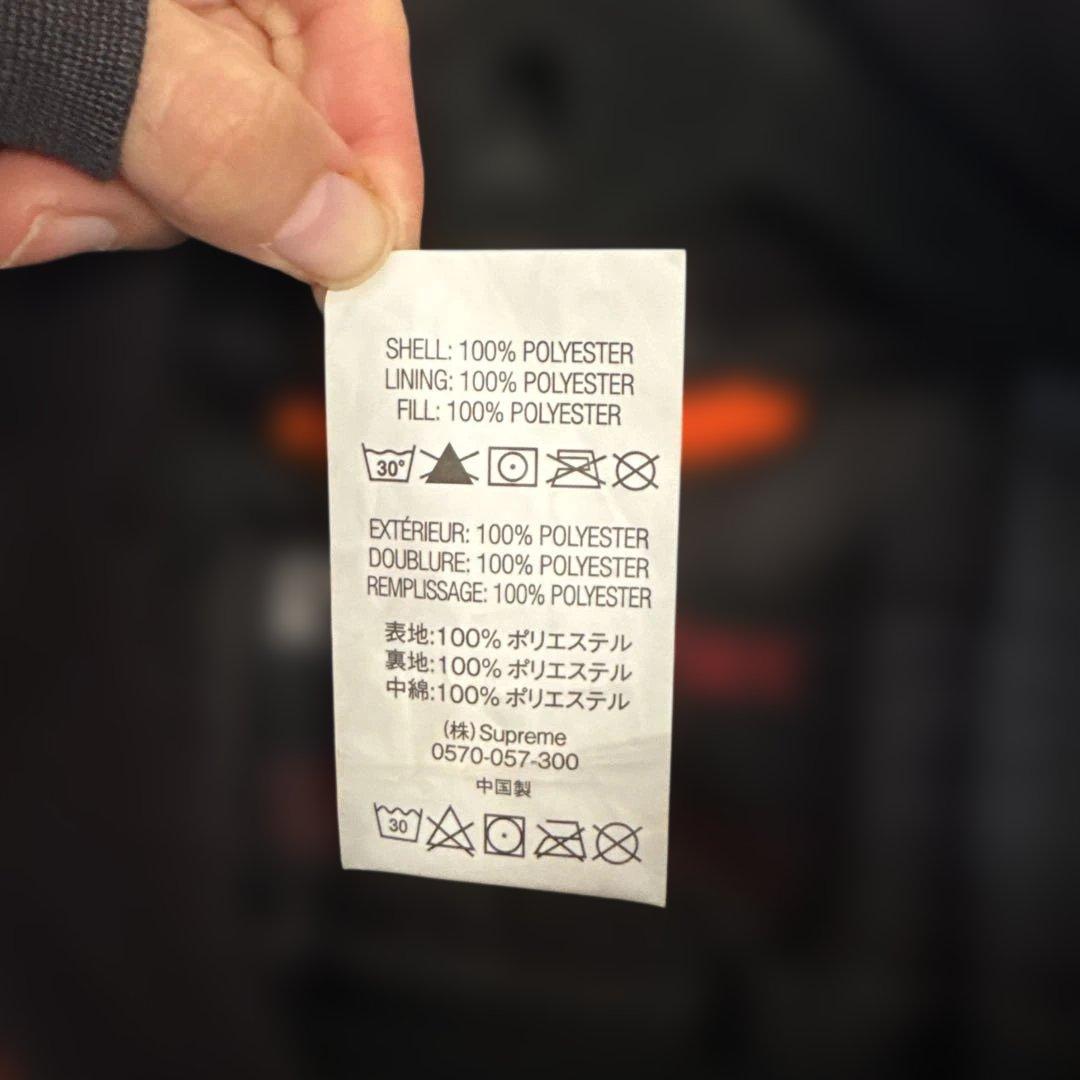 SHELL: 100% POLYESTER
LINING: 100% POLYESTER
FILL: 100% POLYESTER
30°
EXTÉRIEUR: 100% POLYESTER
DOUBLURE: 100% POLYESTER
REMPLISSAGE: 100% POLYESTER
表地:100% ポリエステル
裏地:100% ポリエステル
中綿:100% ポリエステル
(株)Supreme
0570-057-300
中国製
30